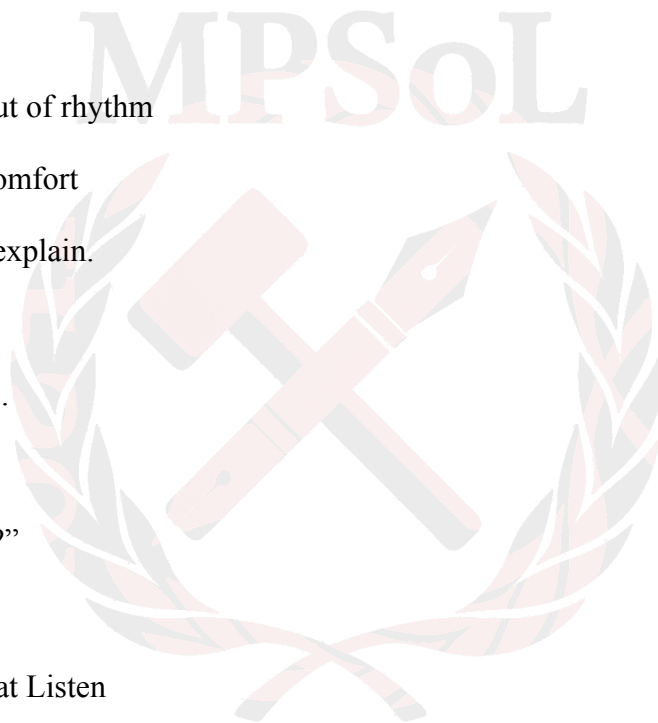 MPSoL
ut of rhythm
omfort
explain.
.
?”
at Listen